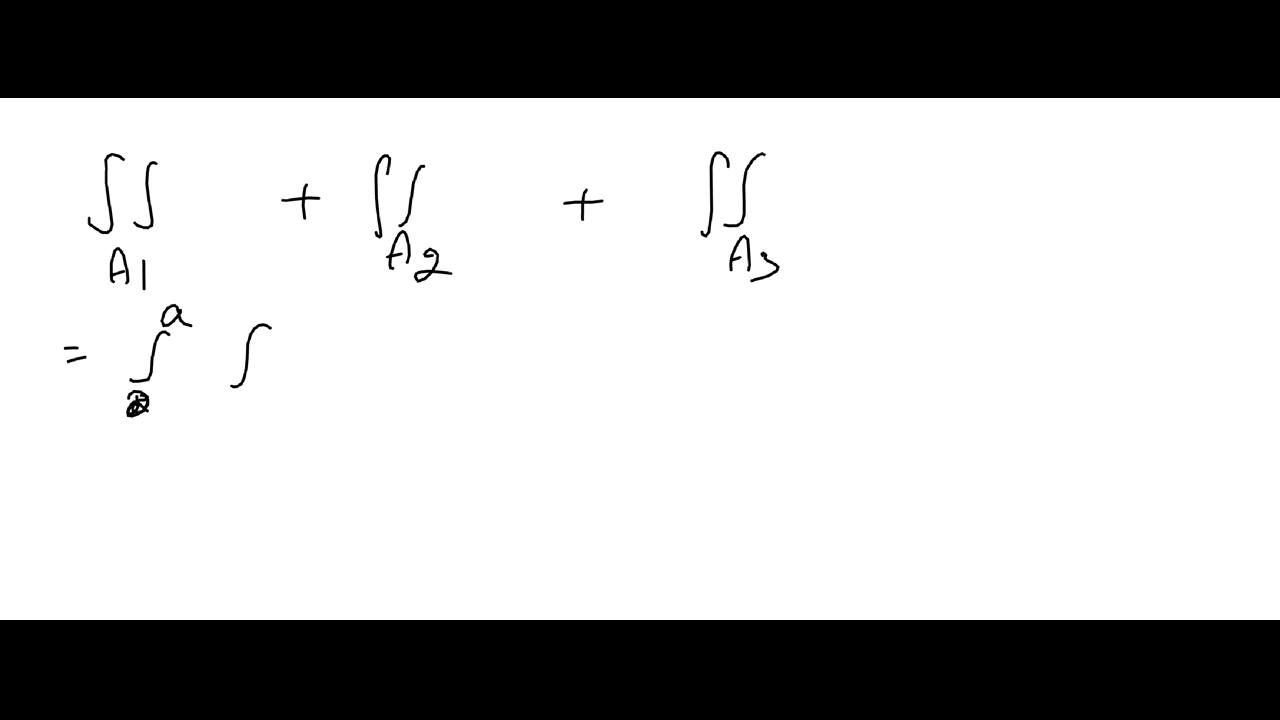 ∬ + ∬ + ∬
A1 A2 A3
a
= ∫ ∫